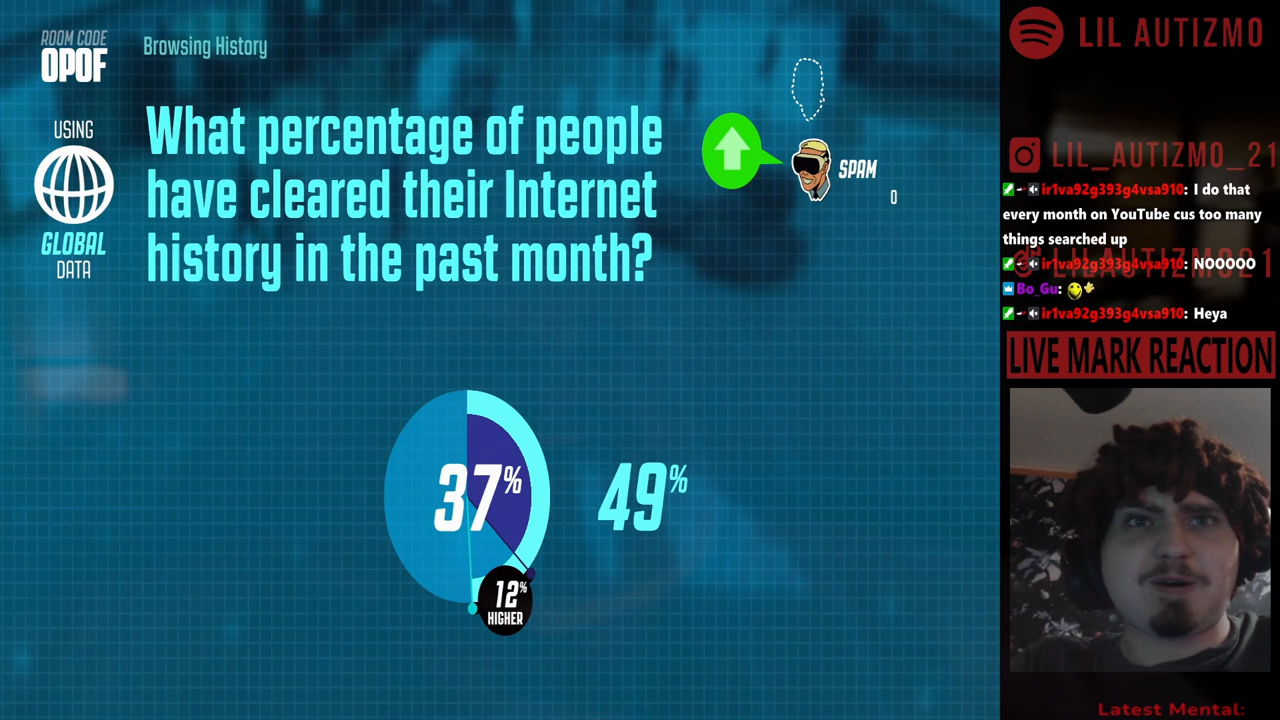 ROOM CODE
OPOF
Browsing History
USING
GLOBAL
DATA
What percentage of people
have cleared their Internet
history in the past month?
SPAM
0
37%
49%
12%
HIGHER
LIL AUTIZMO
LIL_AUTIZMO_21
ir1va92g393g4vsa910: I do that
every month on YouTube cus too many
things searched up
LILAUTIZMO21
ir1va92g393g4vsa910: NOOOOO
Bo_Gu:
ir1va92g393g4vsa910: Heya
LIVE MARK REACTION
Latest Mental: